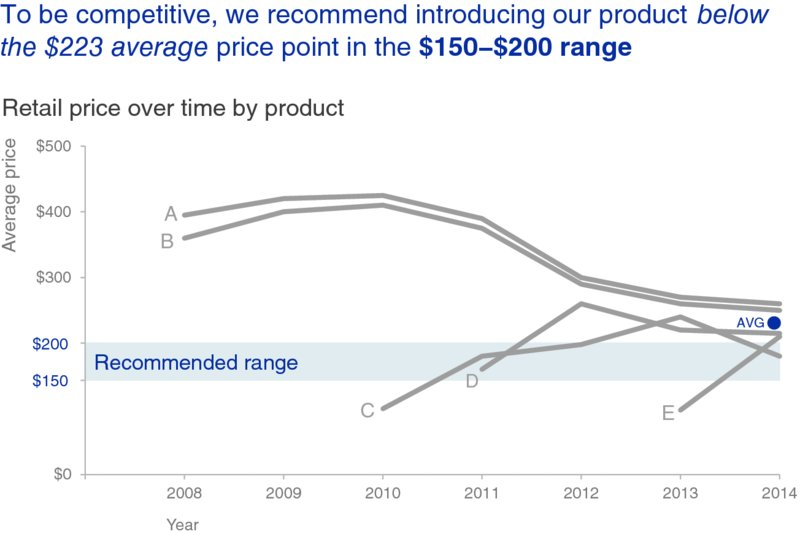 To be competitive, we recommend introducing our product below
the $223 average price point in the $150–$200 range
Retail price over time by product
Average price
$500
$400
$300
$200
$150
$0
A
B
C
D
E
AVG
Recommended range
2008 2009 2010 2011 2012 2013 2014
Year